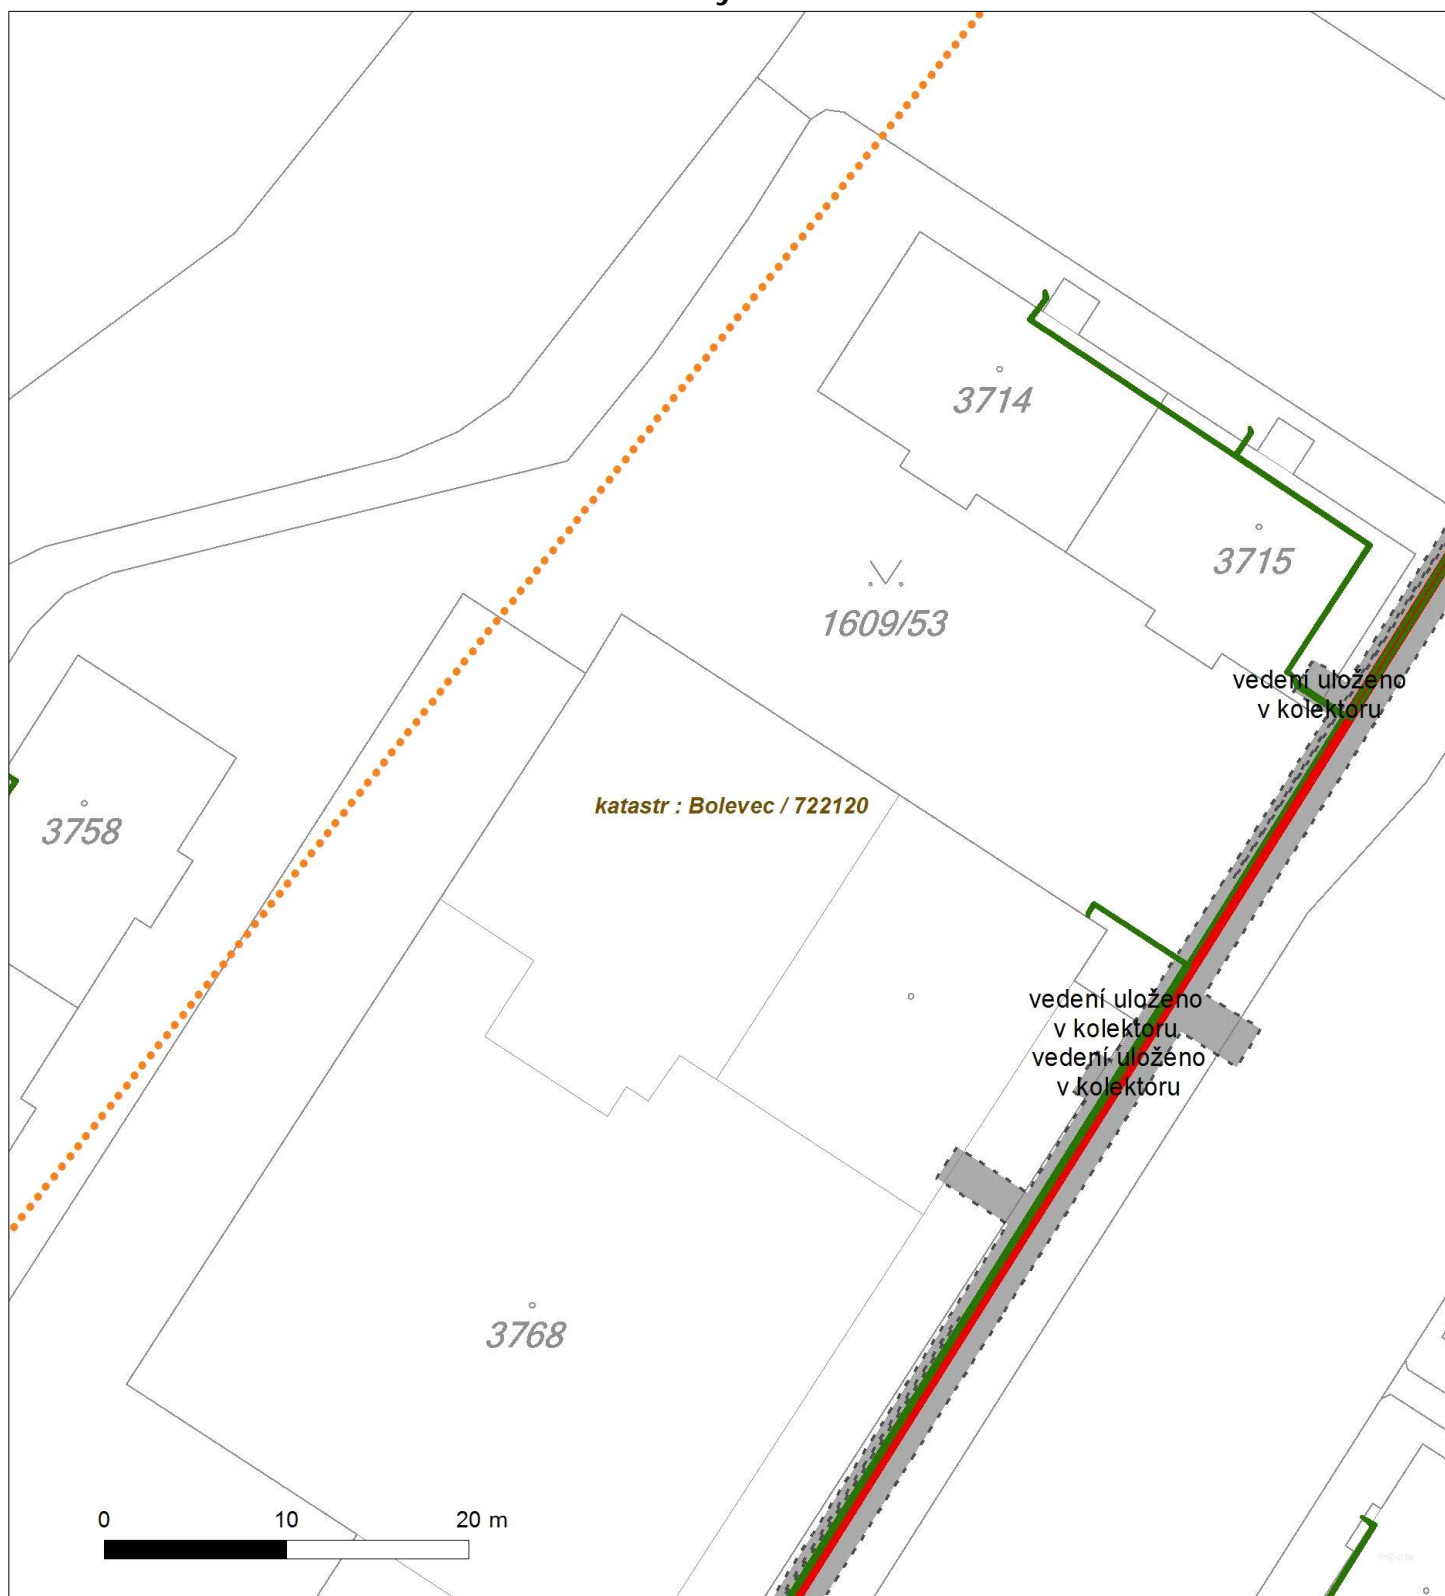 3714
3715
1609/53
vedení uloženo
v kolektoru
katastr : Bolevec / 722120
3758
vedení uloženo
v kolektoru
vedení uloženo
v kolektoru
3768
0 10 20 m